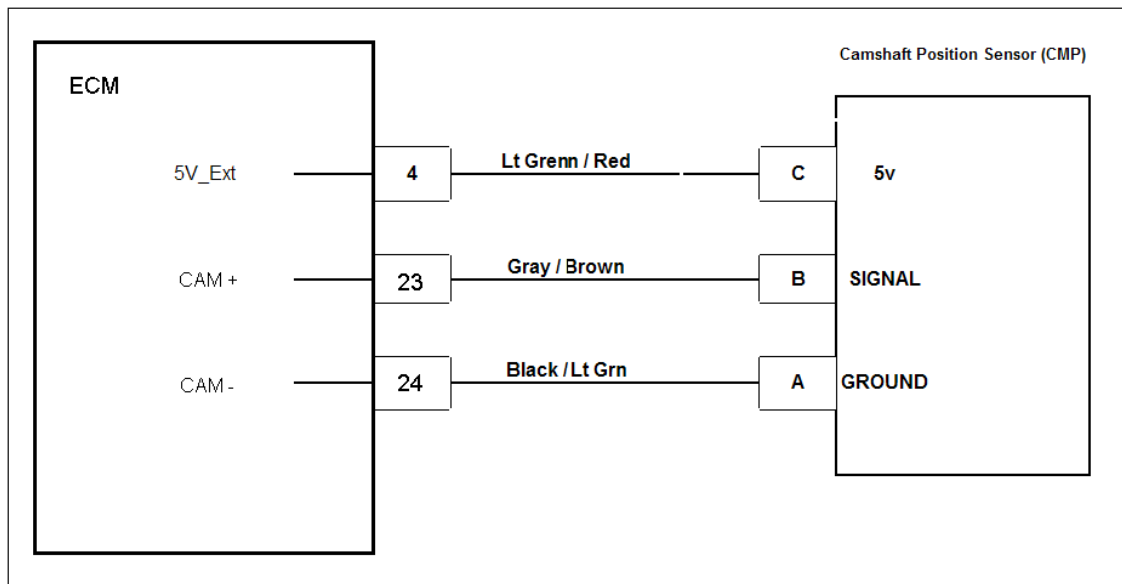 Camshaft Position Sensor (CMP)
ECM
5V_Ext
4
Lt Grenn / Red
C
5v
CAM +
23
Gray / Brown
B
SIGNAL
CAM -
24
Black / Lt Grn
A
GROUND